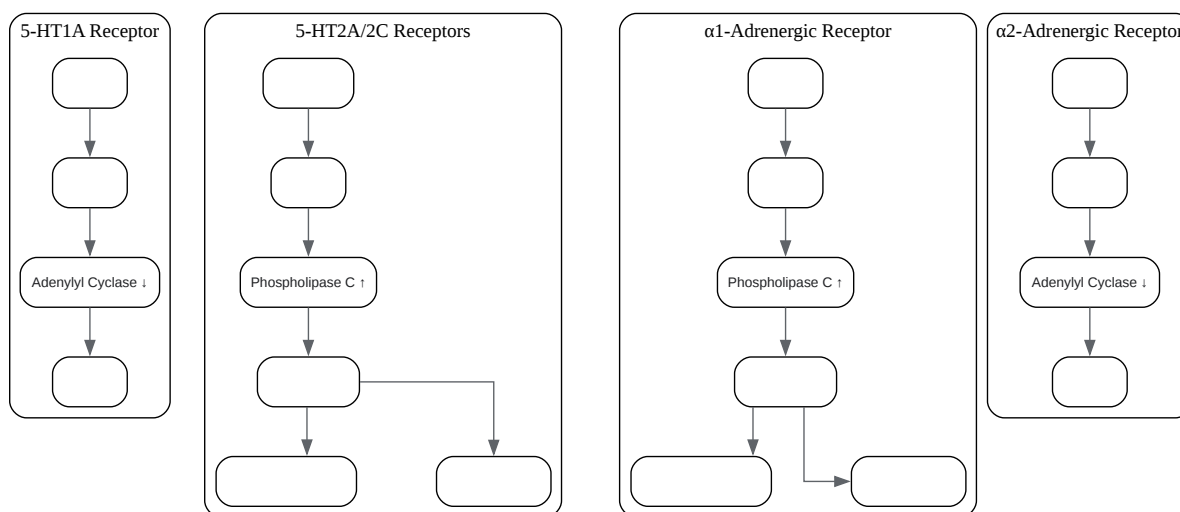 5-HT1A Receptor
5-HT2A/2C Receptors
α1-Adrenergic Receptor
α2-Adrenergic Receptor
Adenylyl Cyclase ↓
Phospholipase C ↑
Phospholipase C ↑
Adenylyl Cyclase ↓